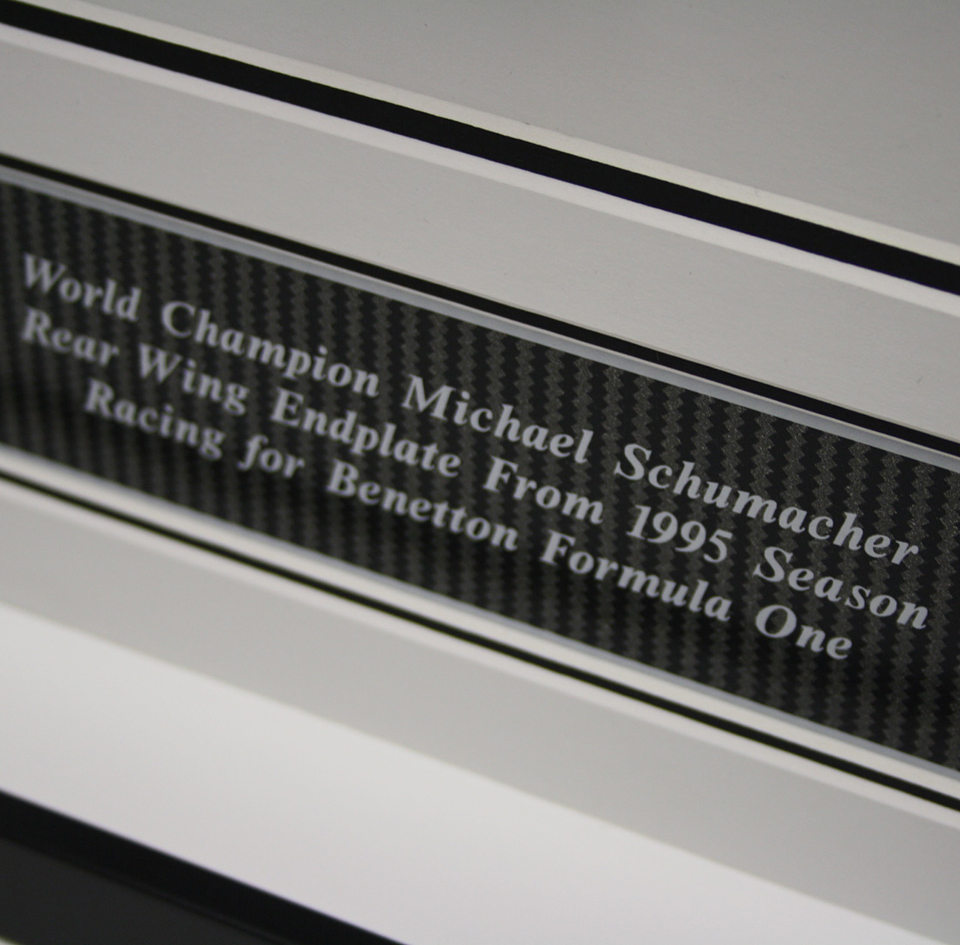 World Champion Michael Schumacher
Rear Wing Endplate From 1995 Season
Racing for Benetton Formula One